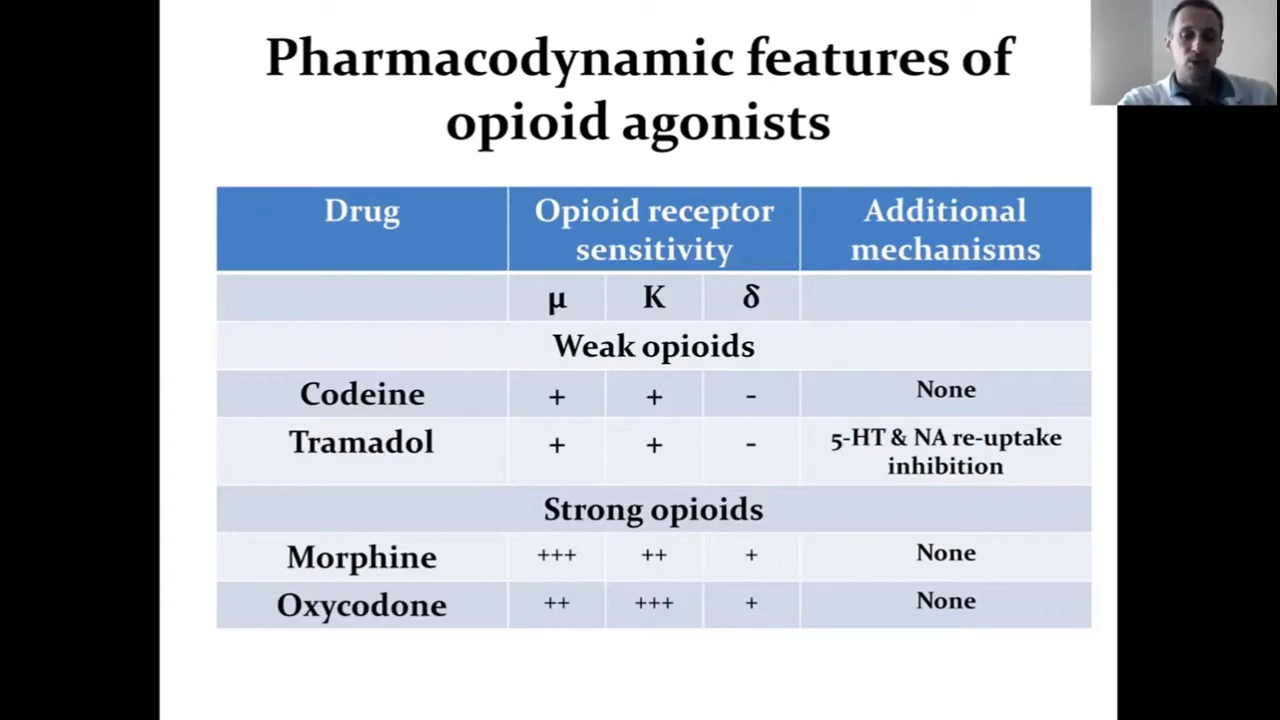 Pharmacodynamic features of
opioid agonists
Drug
Opioid receptor
sensitivity
Additional
mechanisms
μ K δ
Weak opioids
Codeine + + - None
Tramadol + + - 5-HT & NA re-uptake
inhibition
Strong opioids
Morphine +++ ++ + None
Oxycodone ++ +++ + None